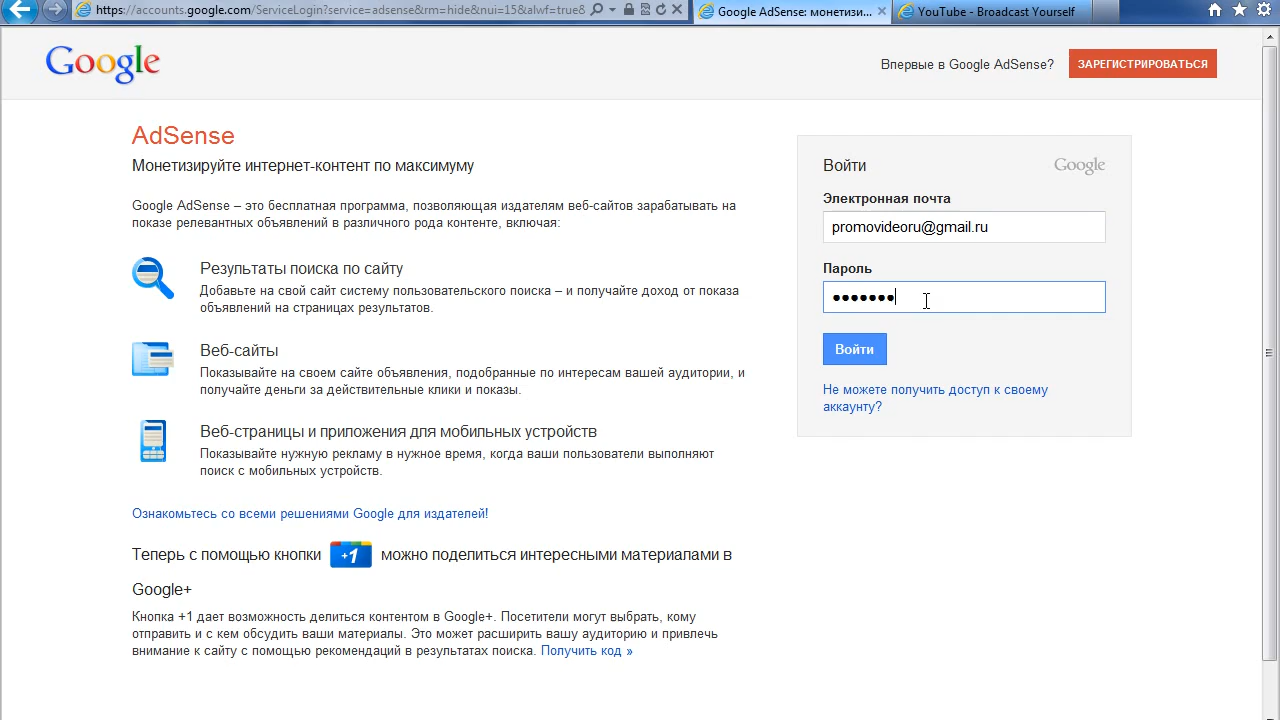 https://accounts.google.com/ServiceLogin?service=adsense&rm=hide&nui=15&alwf=true&
Google AdSense: монетизи...
YouTube - Broadcast Yourself
Google
Впервые в Google AdSense?
ЗАРЕГИСТРИРОВАТЬСЯ
AdSense
Монетизируйте интернет-контент по максимуму
Google AdSense – это бесплатная программа, позволяющая издателям веб-сайтов зарабатывать на
показе релевантных объявлений в различного рода контенте, включая:
Результаты поиска по сайту
Добавьте на свой сайт систему пользовательского поиска – и получайте доход от показа
объявлений на страницах результатов.
Веб-сайты
Показывайте на своем сайте объявления, подобранные по интересам вашей аудитории, и
получайте деньги за действительные клики и показы.
Веб-страницы и приложения для мобильных устройств
Показывайте нужную рекламу в нужное время, когда ваши пользователи выполняют
поиск с мобильных устройств.
Ознакомьтесь со всеми решениями Google для издателей!
Теперь с помощью кнопки +1 можно поделиться интересными материалами в
Google+
Кнопка +1 дает возможность делиться контентом в Google+. Посетители могут выбрать, кому
отправить и с кем обсудить ваши материалы. Это может расширить вашу аудиторию и привлечь
внимание к сайту с помощью рекомендаций в результатах поиска. Получить код »
Войти
Google
Электронная почта
promovideoru@gmail.ru
Пароль
•••••••
Войти
Не можете получить доступ к своему
аккаунту?